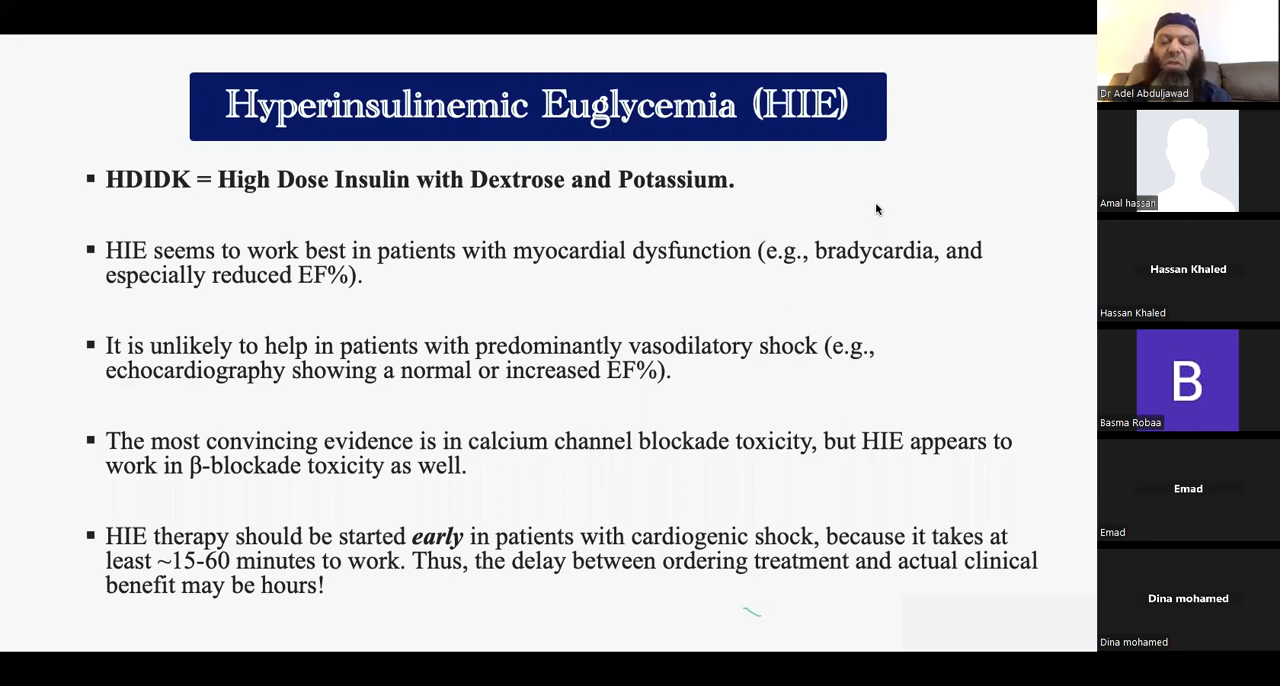 Hyperinsulinemic Euglycemia (HIE)
▪ HDIDK = High Dose Insulin with Dextrose and Potassium.
▪ HIE seems to work best in patients with myocardial dysfunction (e.g., bradycardia, and
especially reduced EF%).
▪ It is unlikely to help in patients with predominantly vasodilatory shock (e.g.,
echocardiography showing a normal or increased EF%).
▪ The most convincing evidence is in calcium channel blockade toxicity, but HIE appears to
work in β-blockade toxicity as well.
▪ HIE therapy should be started early in patients with cardiogenic shock, because it takes at
least ~15-60 minutes to work. Thus, the delay between ordering treatment and actual clinical
benefit may be hours!
Dr Adel Abduljawad
Amal hassan
Hassan Khaled
Hassan Khaled
B
Basma Robaa
Emad
Emad
Dina mohamed
Dina mohamed